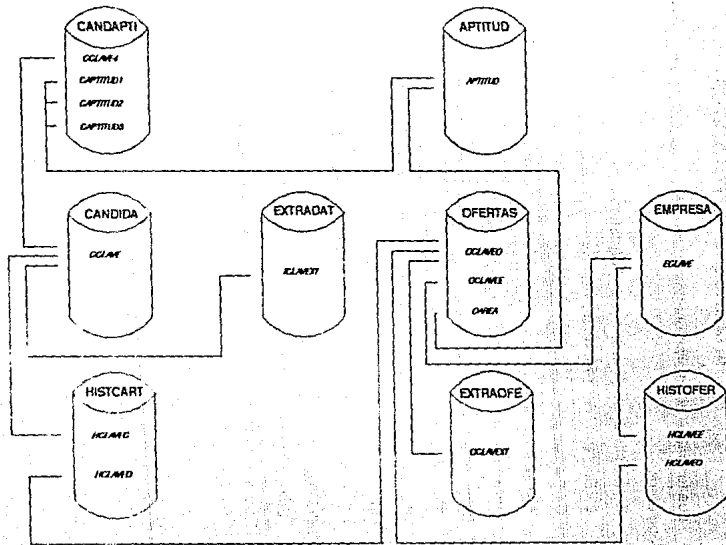 CANDAPTI
CCLAVE4
CAPTITUD1
CAPTITUD2
CAPTITUD3
APTITUD
APTITUD
CANDIDA
CCLAVE
EXTRADAT
OFERTAS
OCLAVEO
OCLAVEE
OAREA
EMPRESA
ECLAVE
HISTCART
HCLAVEC
HCLAVEO
EXTRAOFE
OCLAVEXT
HISTOFER
HCLAVEE
HCLAVEO